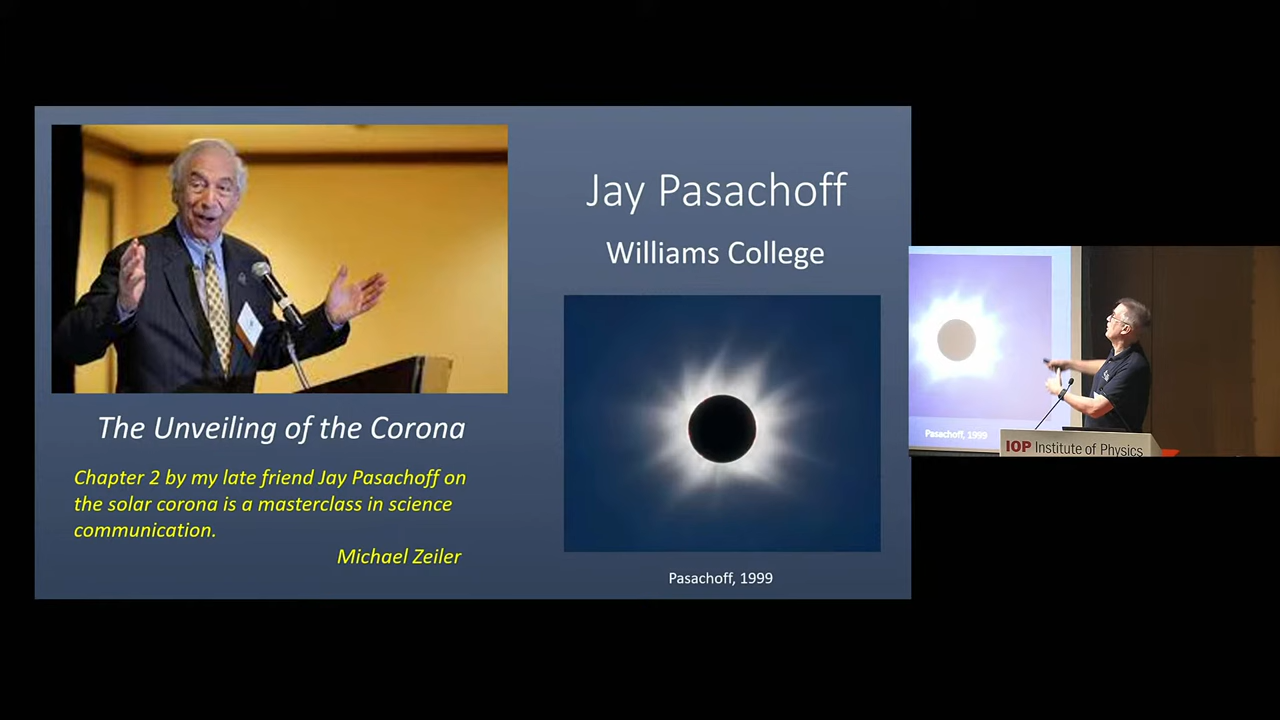 Jay Pasachoff
Williams College
The Unveiling of the Corona
Chapter 2 by my late friend Jay Pasachoff on
the solar corona is a masterclass in science
communication.
Michael Zeiler
Pasachoff, 1999
Pasachoff, 1999
IOP Institute of Physics